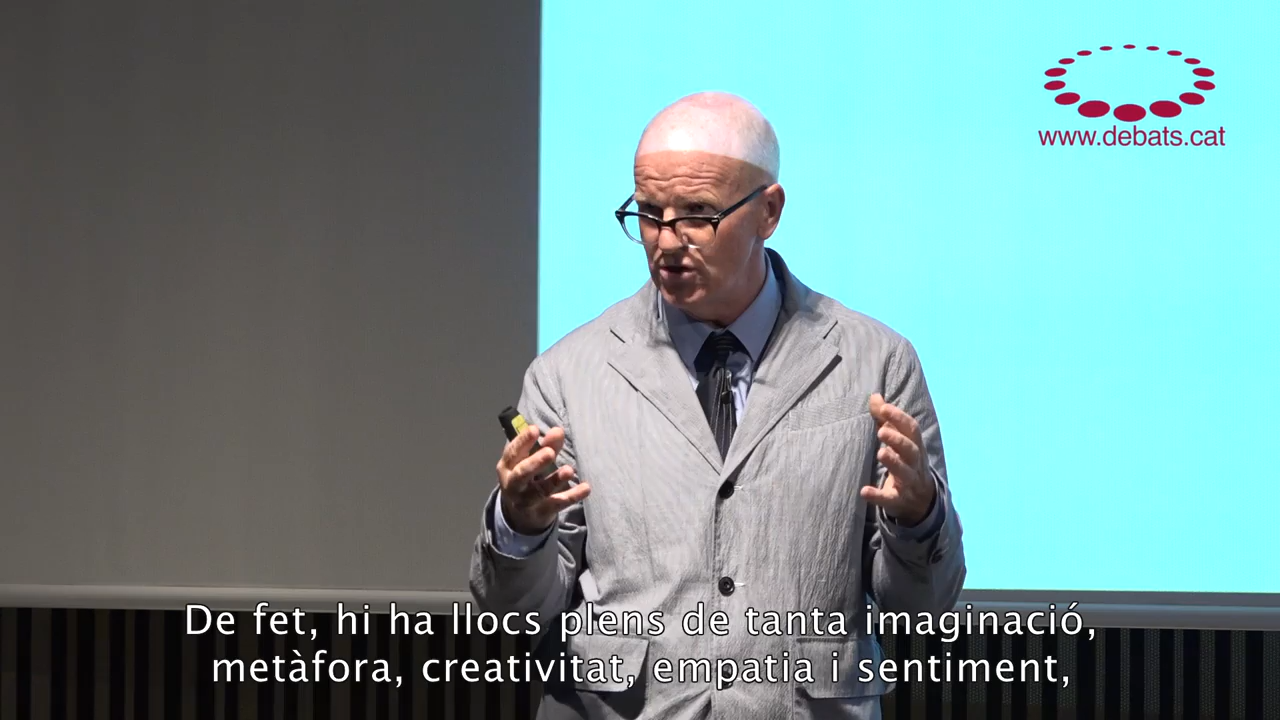 www.debats.cat
De fet, hi ha llocs plens de tanta imaginació,
metàfora, creativitat, empatia i sentiment,